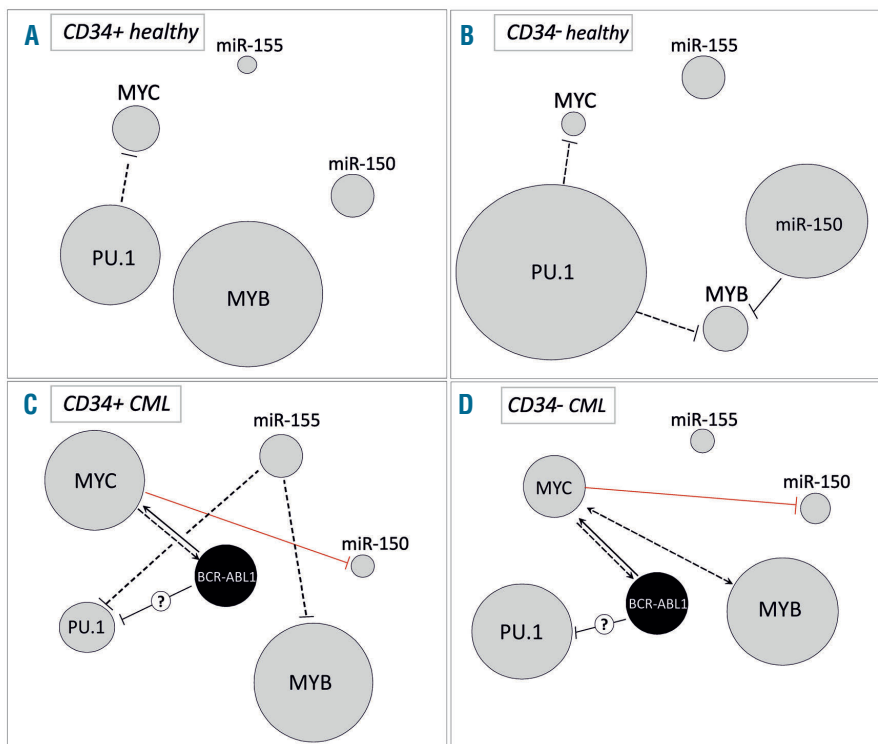 A
CD34+ healthy
miR-155
MYC
miR-150
PU.1
MYB
B
CD34- healthy
miR-155
MYC
miR-150
PU.1
MYB
C
CD34+ CML
miR-155
MYC
miR-150
BCR-ABL1
?
PU.1
MYB
D
CD34- CML
miR-155
MYC
miR-150
BCR-ABL1
MYB
?
PU.1